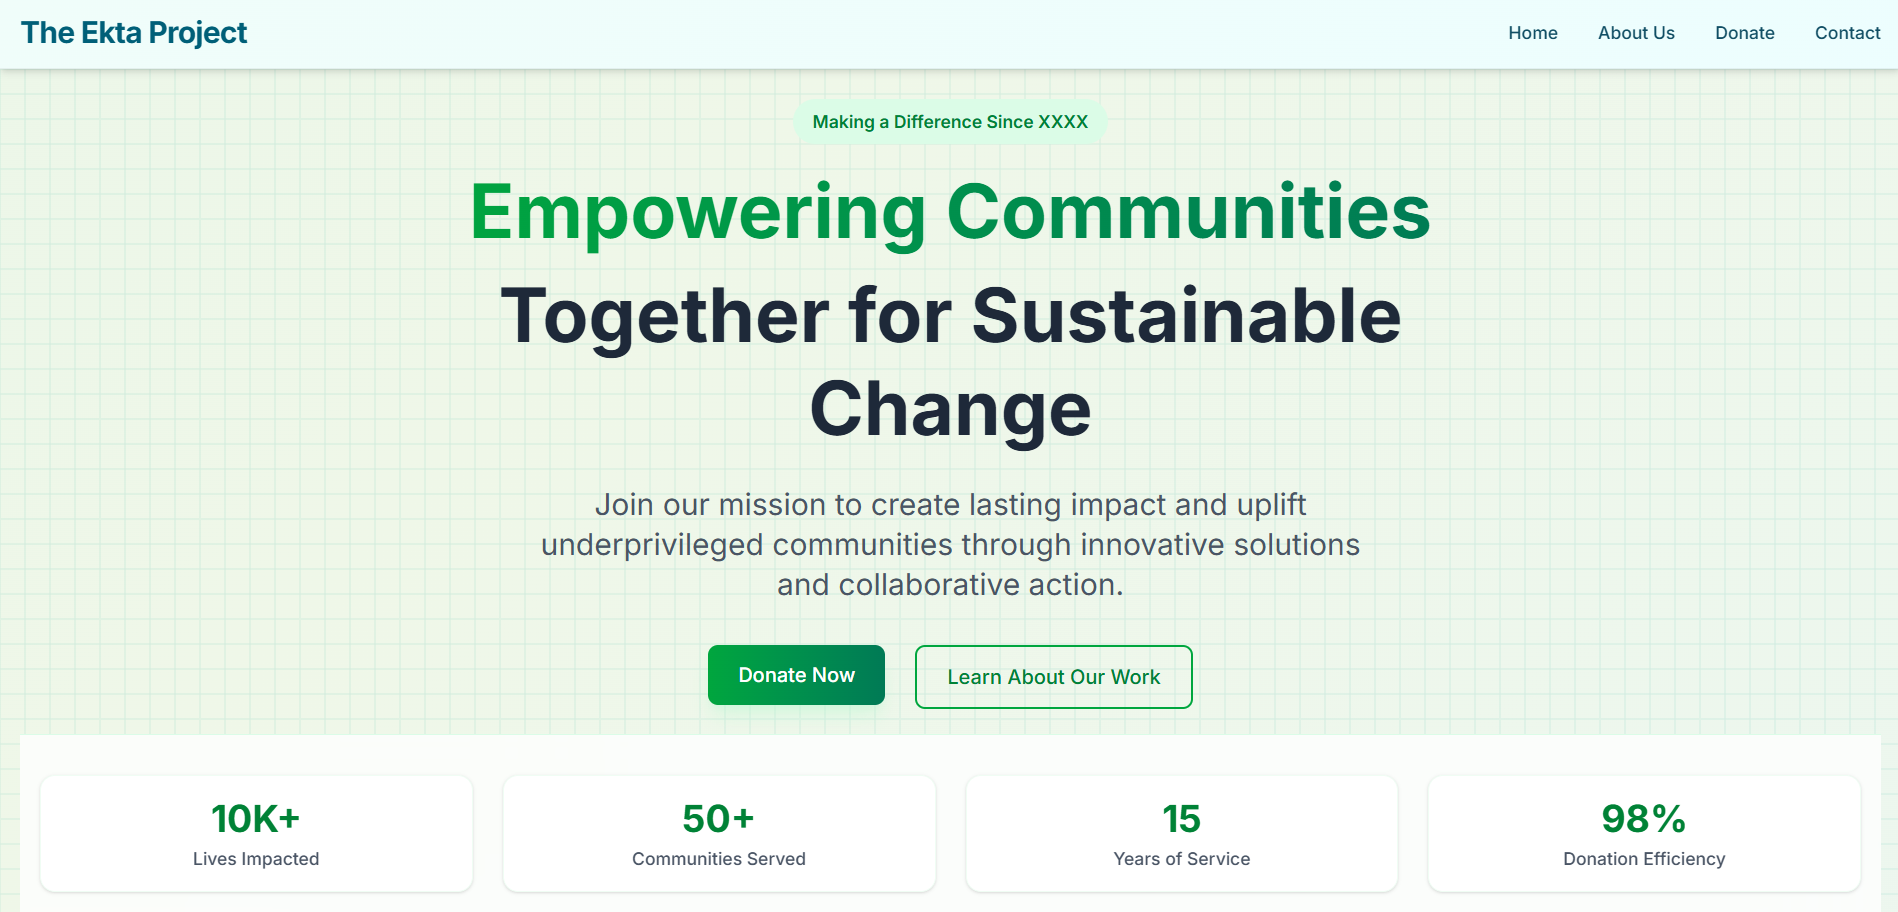 The Ekta Project
Home
About Us
Donate
Contact
Making a Difference Since XXXX
Empowering Communities
Together for Sustainable
Change
Join our mission to create lasting impact and uplift
underprivileged communities through innovative solutions
and collaborative action.
Donate Now
Learn About Our Work
10K+
Lives Impacted
50+
Communities Served
15
Years of Service
98%
Donation Efficiency